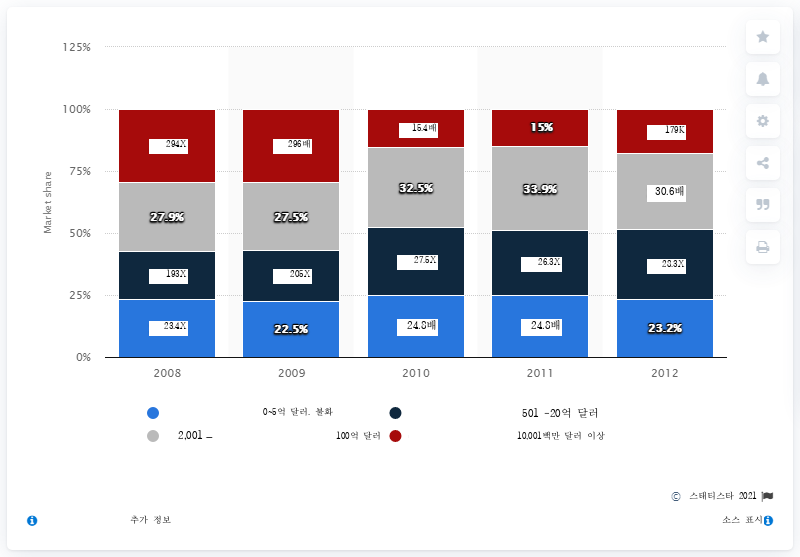 125%
100%
75%
50%
25%
0%
Market share
294X
296배
15.4배
15%
179K
27.9%
27.5%
32.5%
33.9%
30.6배
193X
205X
27.5X
26.3X
28.3X
23.4X
22.5%
24.8배
24.8배
23.2%
2008 2009 2010 2011 2012
0~5억 달러. 불화
501 -20억 달러
2,001 –
100억 달러
10,001백만 달러 이상
© 스태티스타 2021
추가 정보
소스 표시